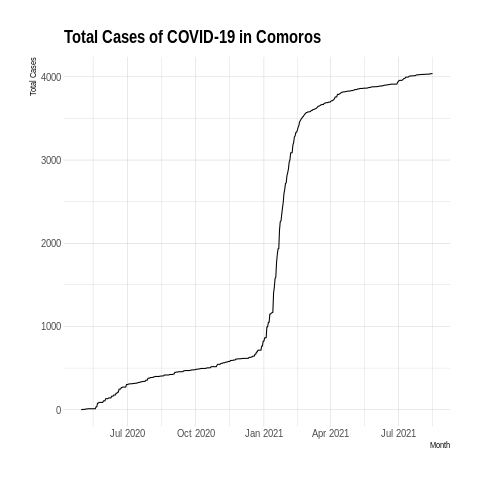 Total Cases of COVID-19 in Comoros
Total Cases
4000
3000
2000
1000
0
Jul 2020 Oct 2020 Jan 2021 Apr 2021 Jul 2021
Month